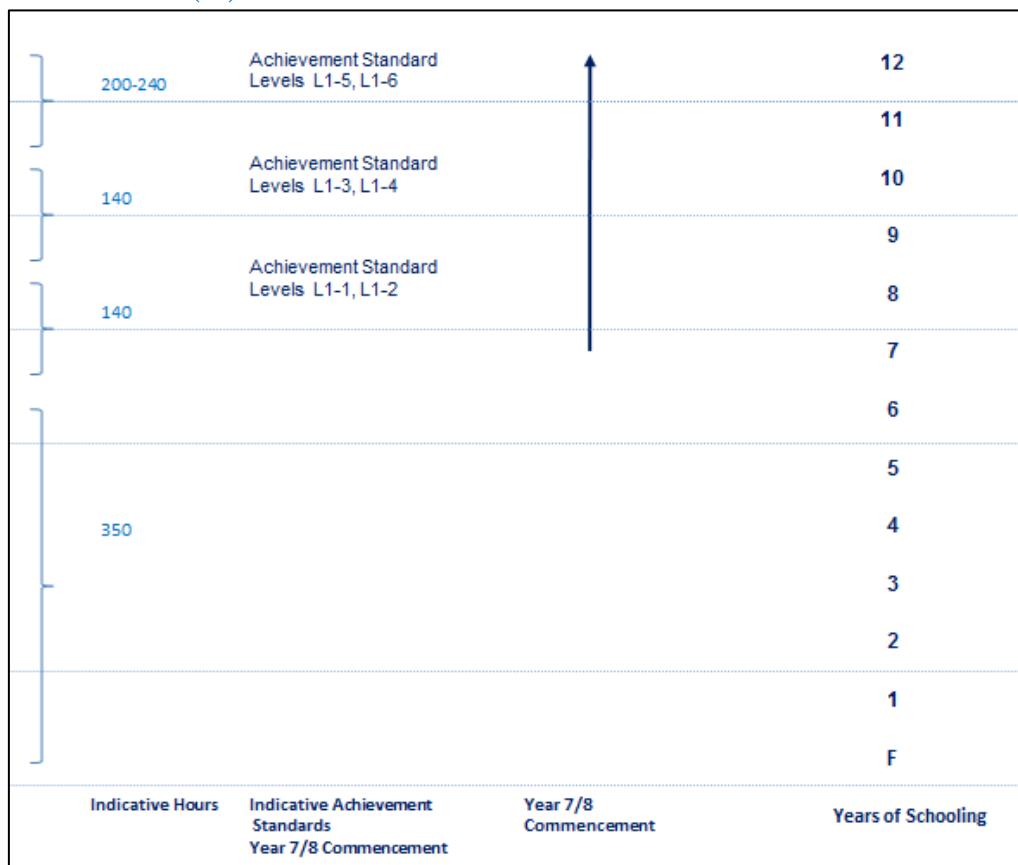 Achievement Standard
12
200-240
Levels L1-5, L1-6
11
Achievement Standard
10
140
Levels L1-3, L1-4
9
Achievement Standard
Levels L1-1, L1-2
8
140
7
6
5
350
4
3
2
1
F
Indicative Hours
Indicative Achievement
Standards
Year 7/8 Commencement
Year 7/8
Commencement
Years of Schooling